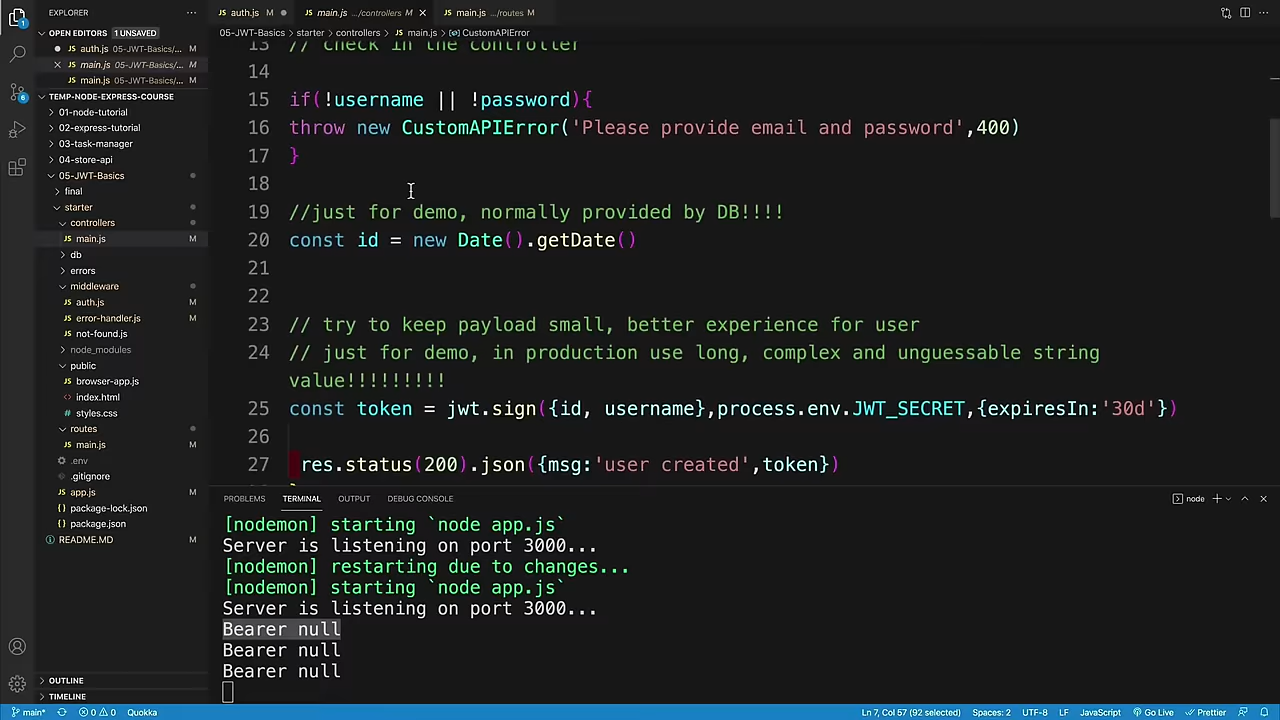 EXPLORER
OPEN EDITORS 1 UNSAVED
auth.js 05-JWT-Basics/...
main.js 05-JWT-Basics/...
main.js 05-JWT-Basics/...
TEMP-NODE-EXPRESS-COURSE
01-node-tutorial
02-express-tutorial
03-task-manager
04-store-api
05-JWT-Basics
final
starter
controllers
JS main.js M
db
errors
middleware
JS auth.js M
JS error-handler.js M
JS not-found.js
node_modules
public
JS browser-app.js
<> index.html
styles.css
routes
JS main.js M
.env
.gitignore
JS app.js M
package-lock.json
package.json
README.MD M
OUTLINE
TIMELINE
JS auth.js M
JS main.js .../controllers M
JS main.js .../routes M
05-JWT-Basics > starter > controllers > JS main.js > CustomAPIError
13 // check in the controller
14
15 if(!username || !password){
16 throw new CustomAPIError('Please provide email and password',400)
17 }
18
19 //just for demo, normally provided by DB!!!!
20 const id = new Date().getDate()
21
22
23 // try to keep payload small, better experience for user
24 // just for demo, in production use long, complex and unguessable string
value!!!!!!!!!
25 const token = jwt.sign({id, username},process.env.JWT_SECRET,{expiresIn:'30d'})
26
27 res.status(200).json({msg:'user created',token})
PROBLEMS TERMINAL OUTPUT DEBUG CONSOLE node
[nodemon] starting `node app.js`
Server is listening on port 3000...
[nodemon] restarting due to changes...
[nodemon] starting `node app.js`
Server is listening on port 3000...
Bearer null
Bearer null
Bearer null
main* 0 0 Quokka Ln 7, Col 57 (92 selected) Spaces: 2 UTF-8 LF JavaScript Go Live Prettier